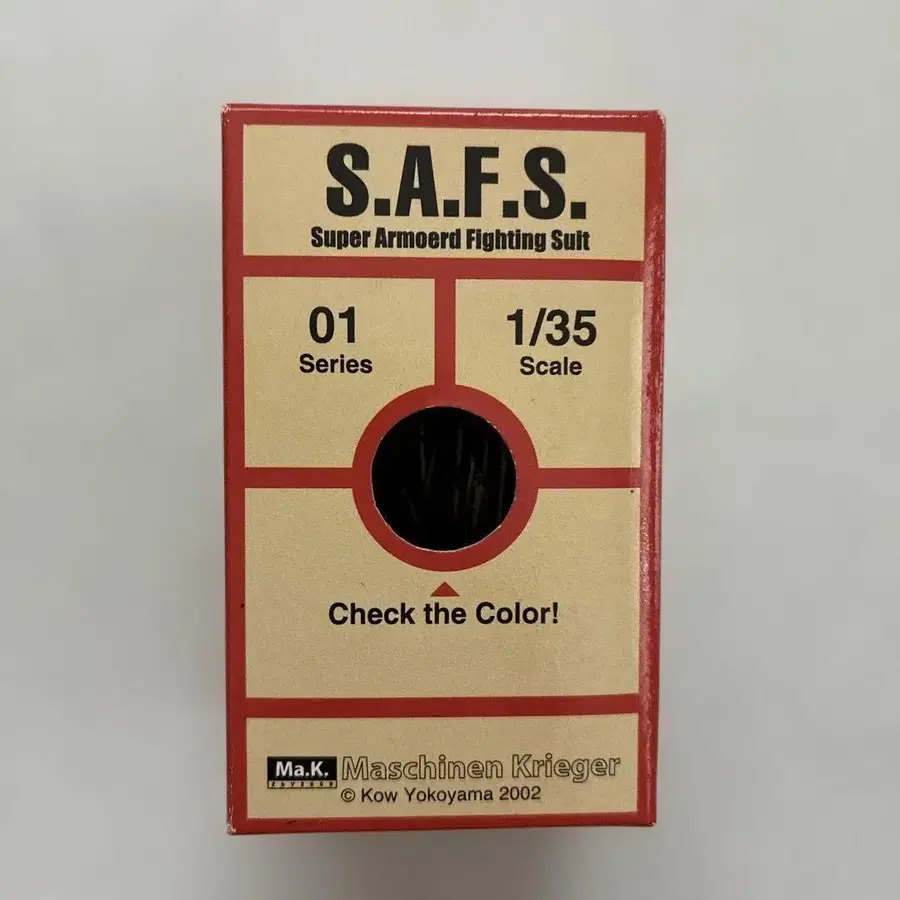 S.A.F.S.
Super Armoerd Fighting Suit
01
Series
1/35
Scale
Check the Color!
Ma.K.
Maschinen Krieger
© Kow Yokoyama 2002